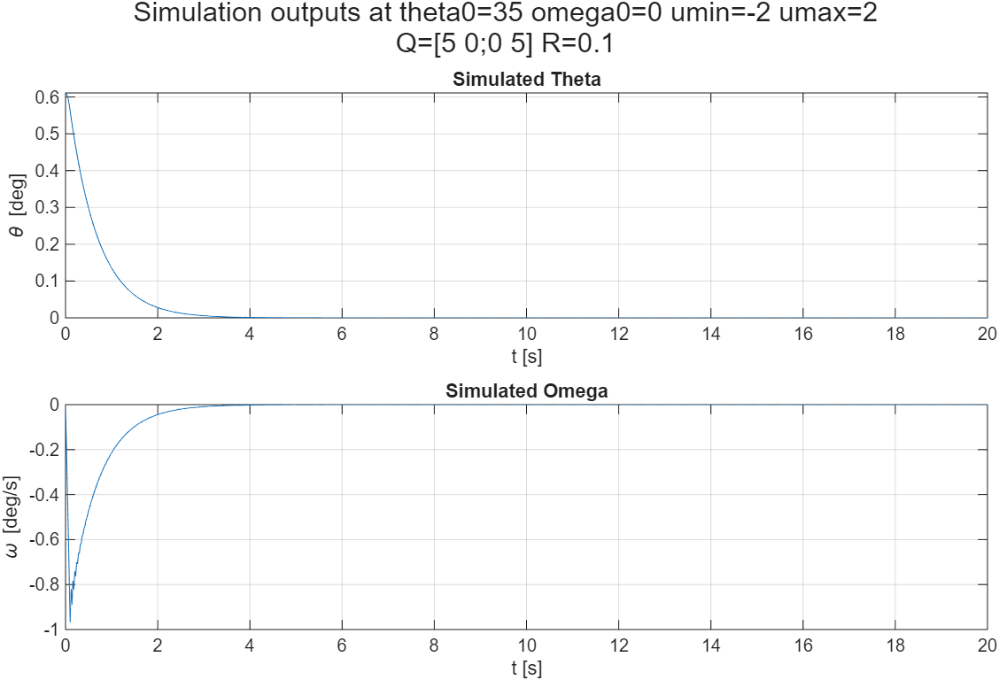 Simulation outputs at theta0=35 omega0=0 umin=-2 umax=2
Q=[5 0;0 5] R=0.1
Simulated Theta
θ [deg]
0.6
0.5
0.4
0.3
0.2
0.1
0
0 2 4 6 8 10 12 14 16 18 20
t [s]
Simulated Omega
ω [deg/s]
0
-0.2
-0.4
-0.6
-0.8
-1
0 2 4 6 8 10 12 14 16 18 20
t [s]